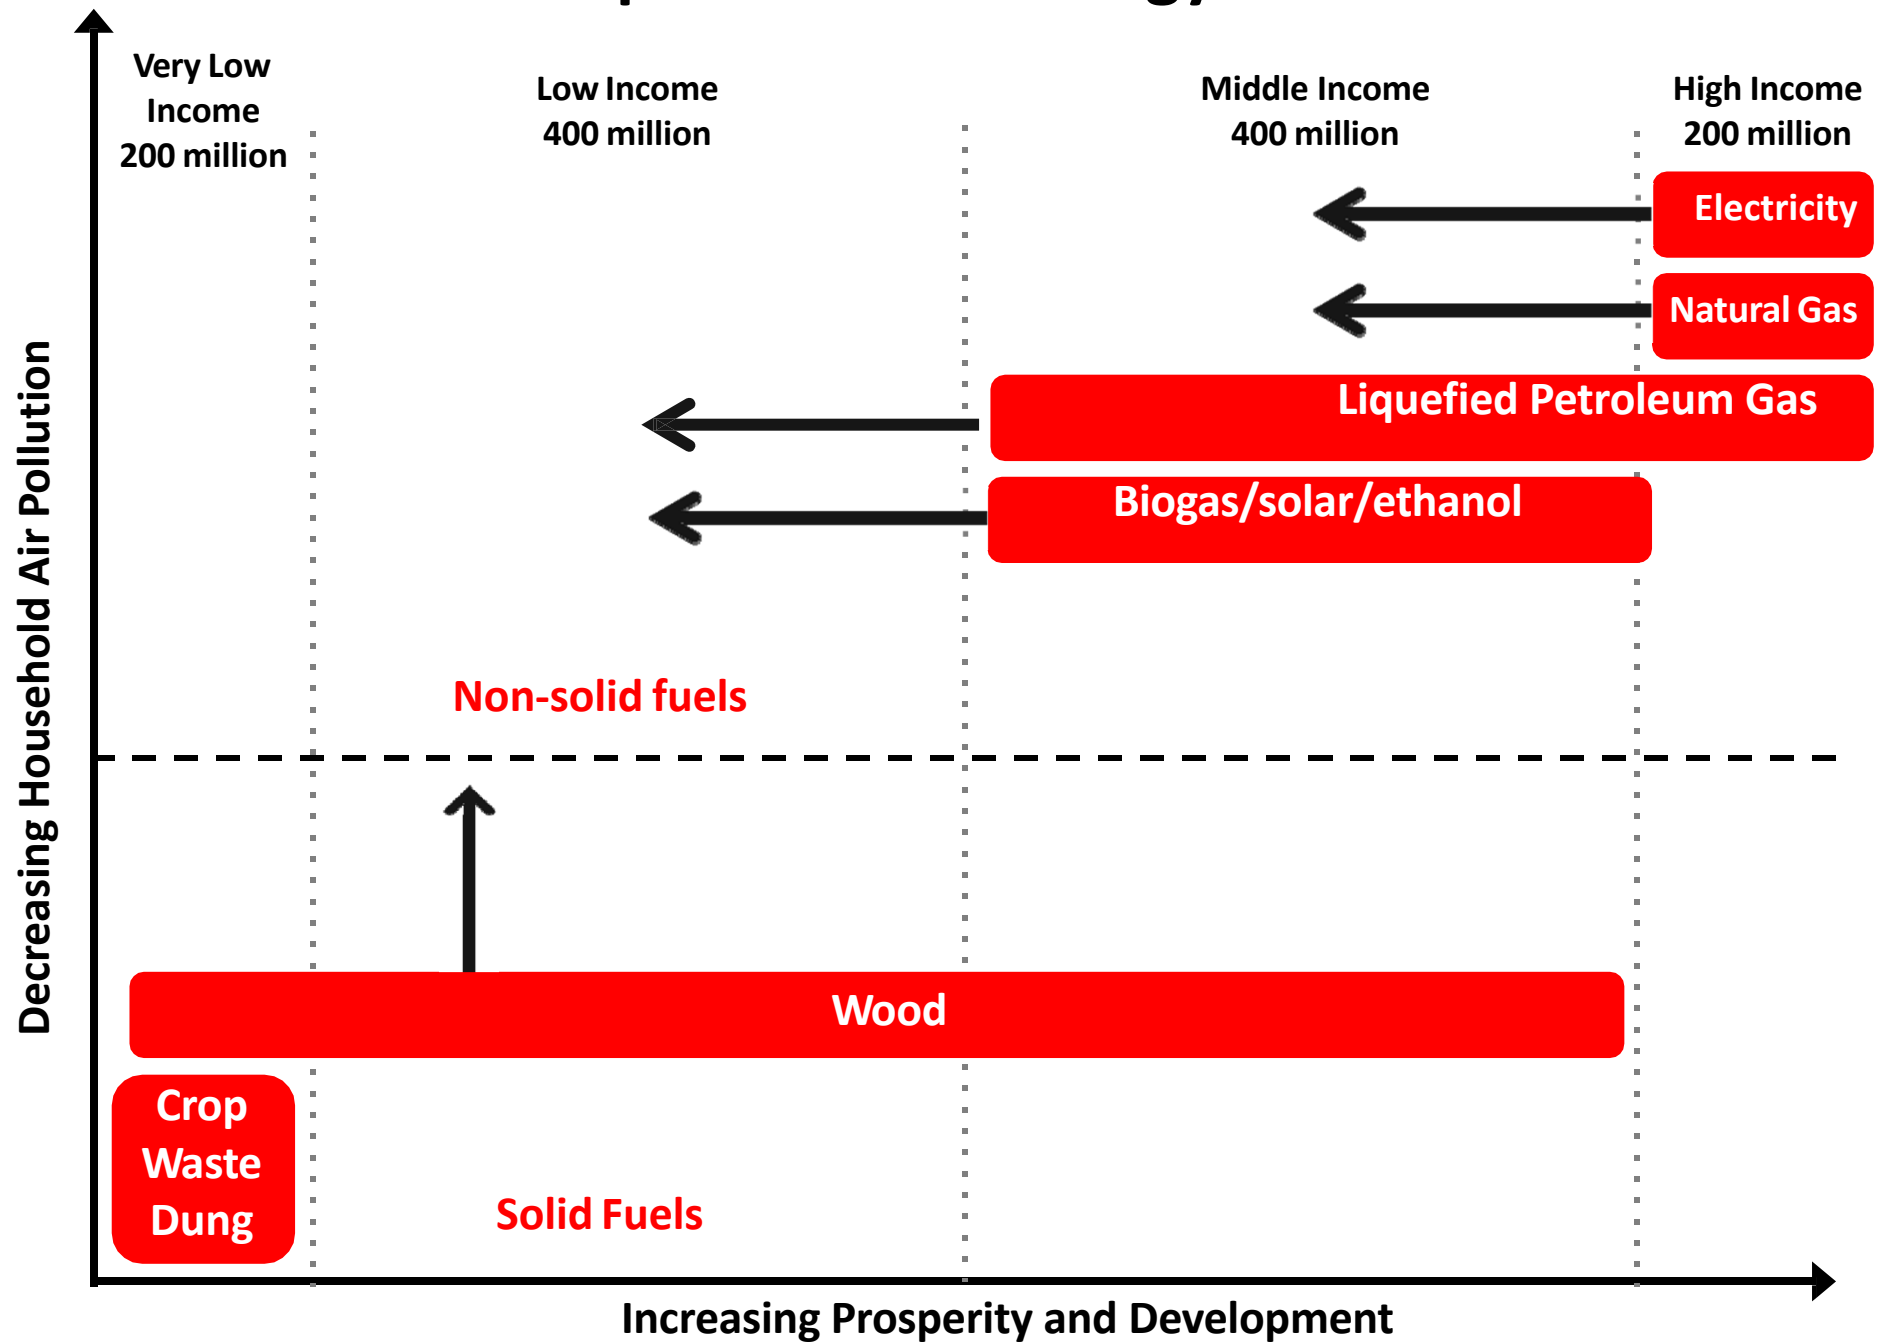 Very Low
Income
200 million
Low Income
400 million
Middle Income
400 million
High Income
200 million
Electricity
Natural Gas
Liquefied Petroleum Gas
Biogas/solar/ethanol
Non-solid fuels
Wood
Crop
Waste
Dung
Solid Fuels
Decreasing Household Air Pollution
Increasing Prosperity and Development